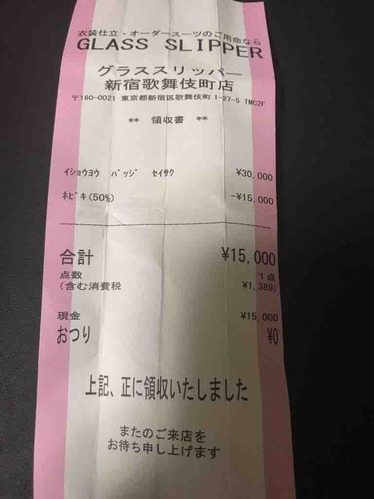 衣装仕立・オーダースーツのご用命なら
GLASS SLIPPER
グラススリッパー
新宿歌舞伎町店
〒160-0021 東京都新宿区歌舞伎町 1-27-5 TMC2F
** 領収書 **
イショウヨウ バッジ セイサク ¥30,000
ネビキ(50%) -¥15,000
合計 ¥15,000
点数 1点
(含む消費税 ¥1,389)
現金 ¥15,000
おつり ¥0
上記、正に領収いたしました
またのご来店を
お待ち申し上げます